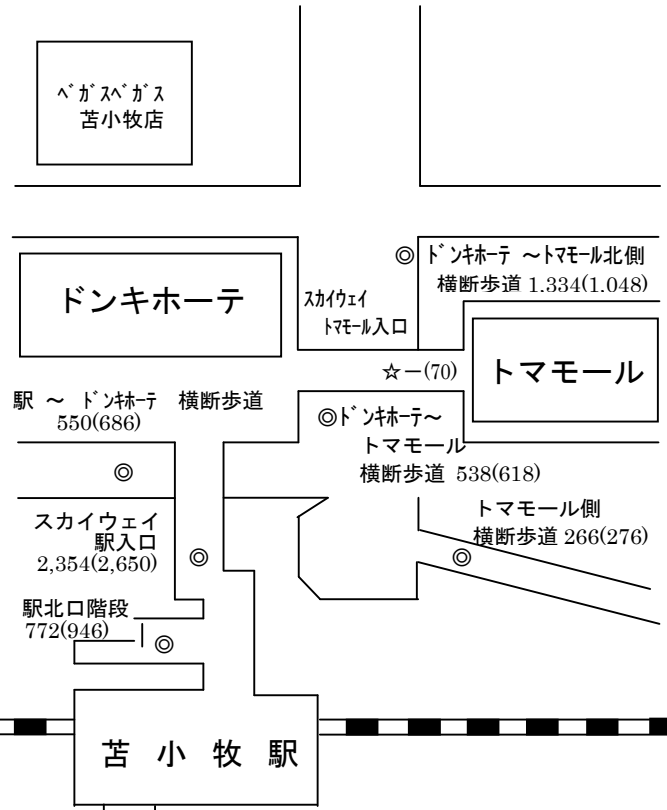 ベガスベガス
苫小牧店
◎ドンキホーテ ～トマモール北側
横断歩道 1.334(1.048)
ドンキホーテ
スカイウェイ
トマモール入口
☆－(70)
トマモール
駅 ～ ドンキホーテ 横断歩道
550(686)
◎ドンキホーテ～
トマモール
横断歩道 538(618)
◎
トマモール側
横断歩道 266(276)
◎
スカイウェイ
駅入口
2,354(2,650)
◎
駅北口階段
772(946)
◎
苫小牧駅